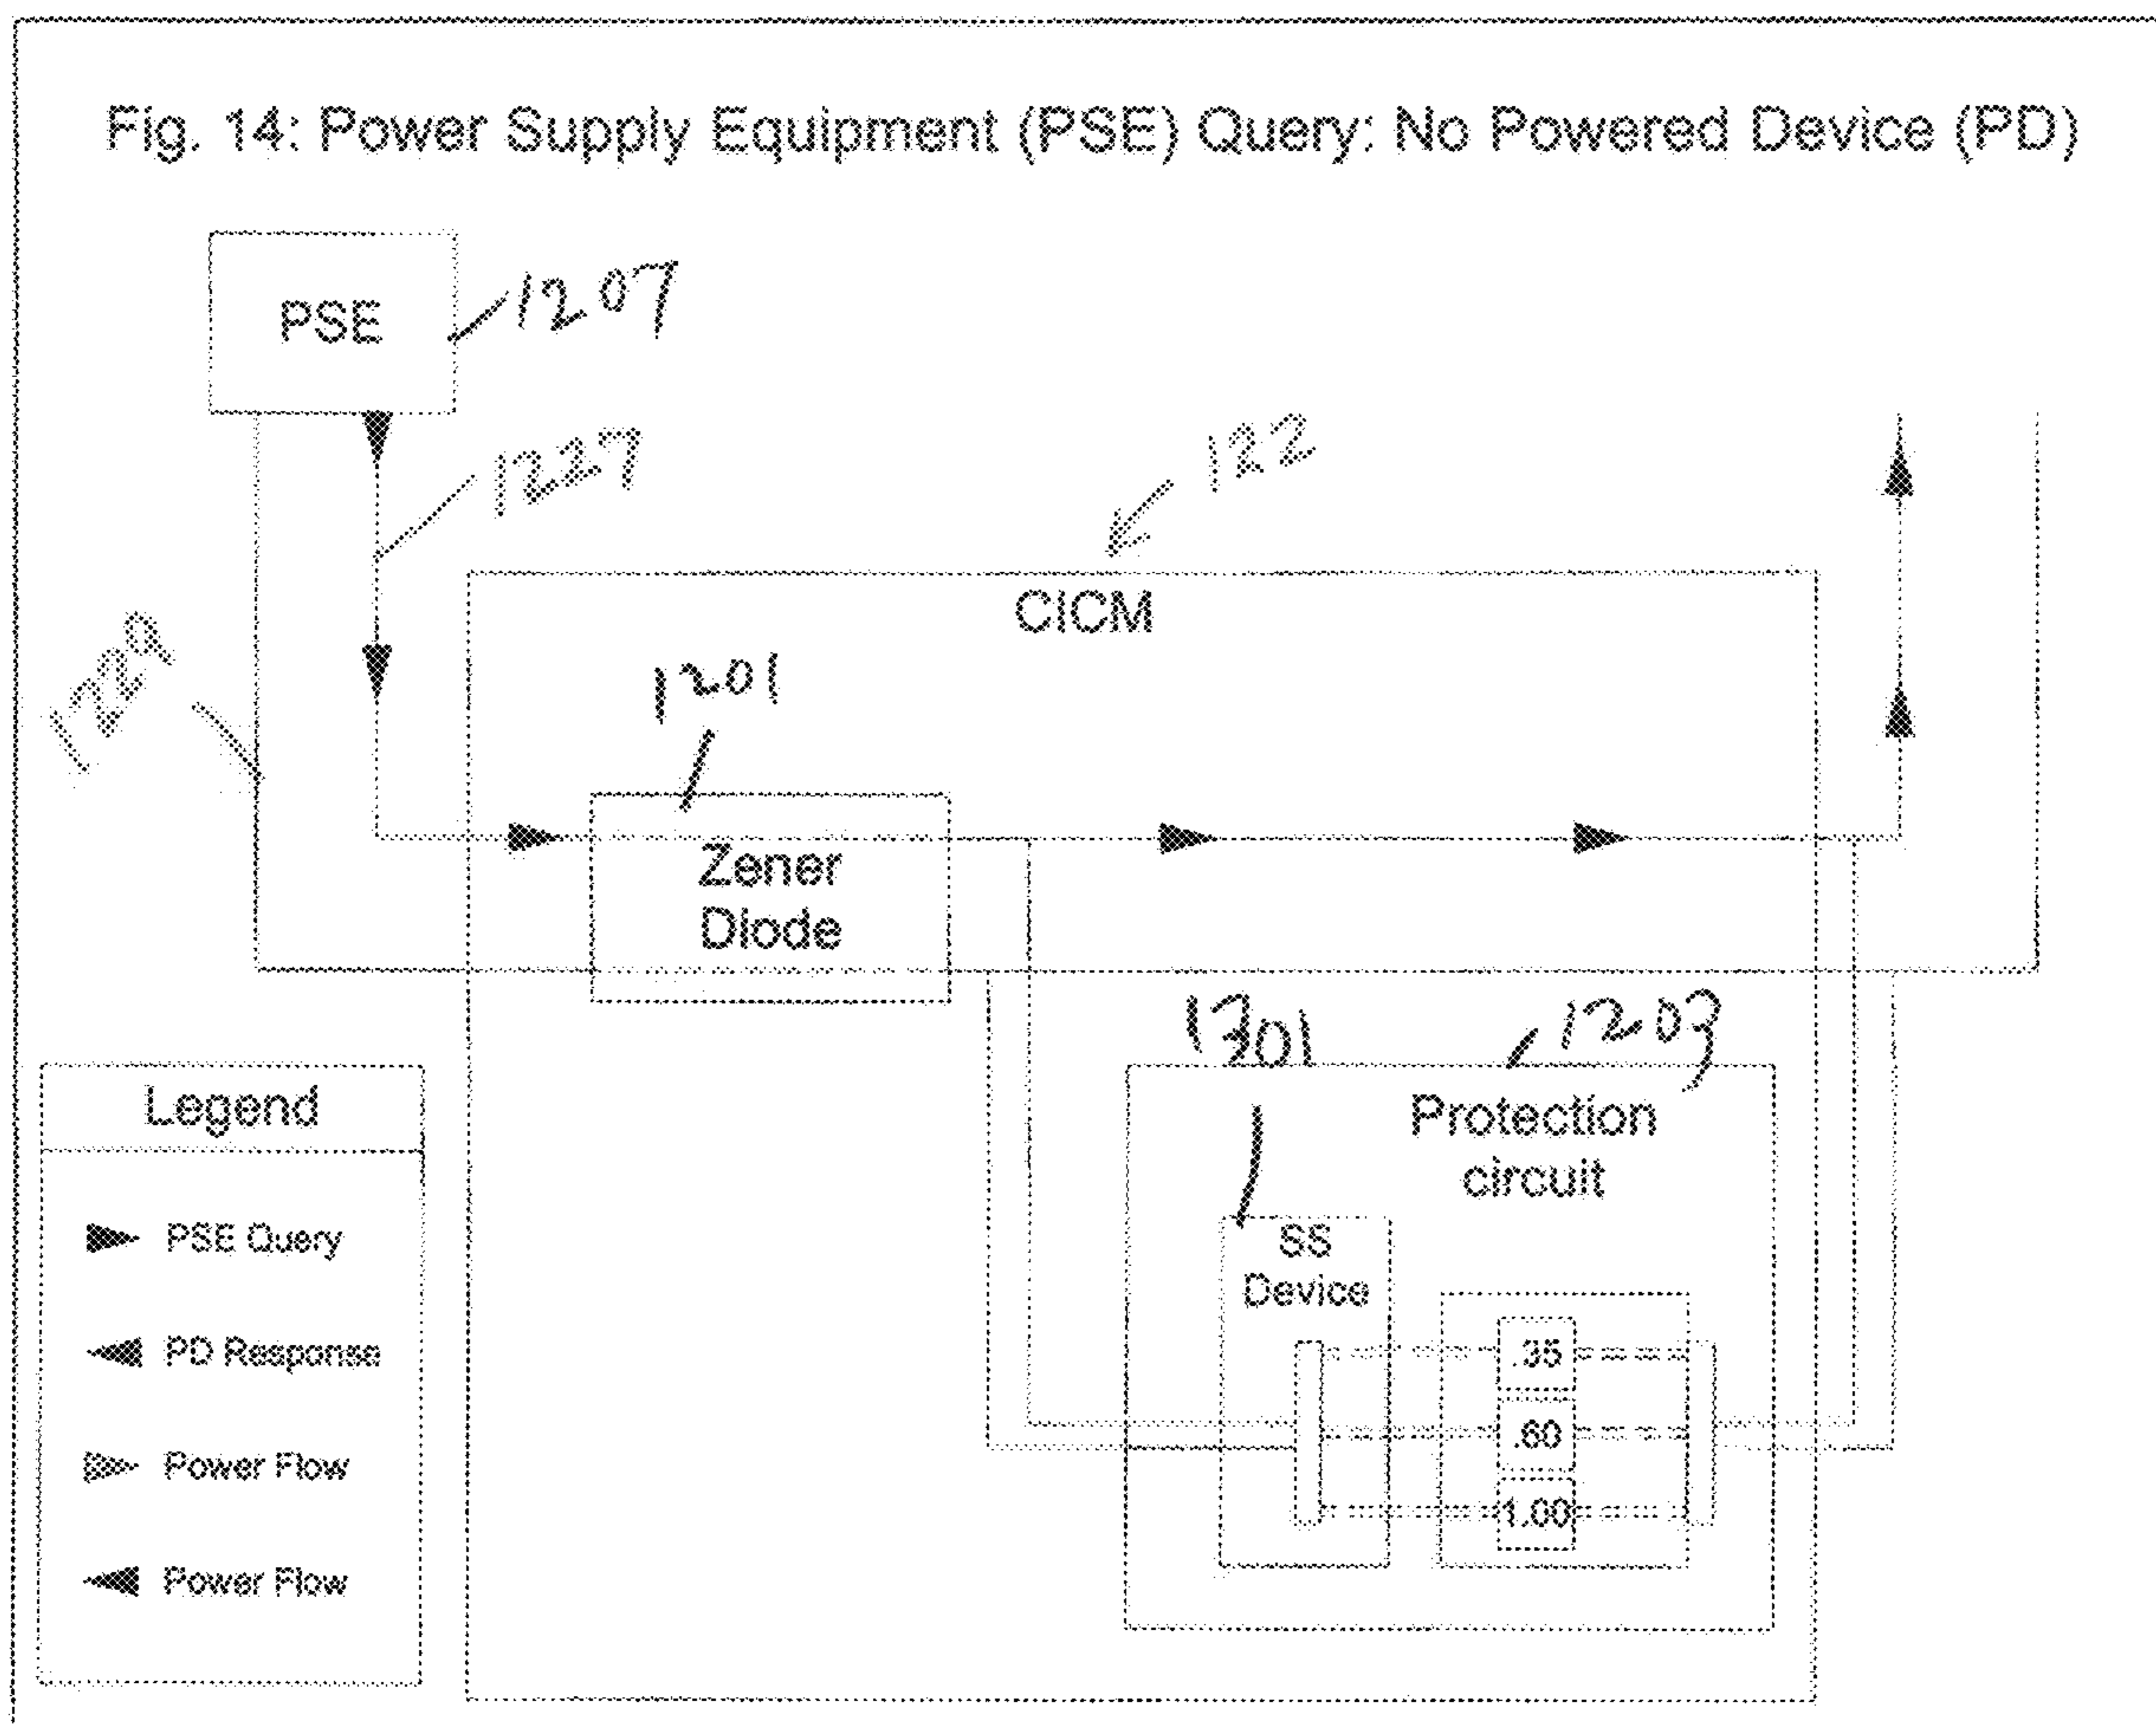 Fig. 14: Power Supply Equipment (PSE) Query: No Powered Device (PD)
PSE
1207
1227
122
CICM
1229
1201
Zener
Diode
1203
Protection
circuit
SS
Device
.35
.60
1.00
Legend
PSE Query
PD Response
Power Flow
Power Flow